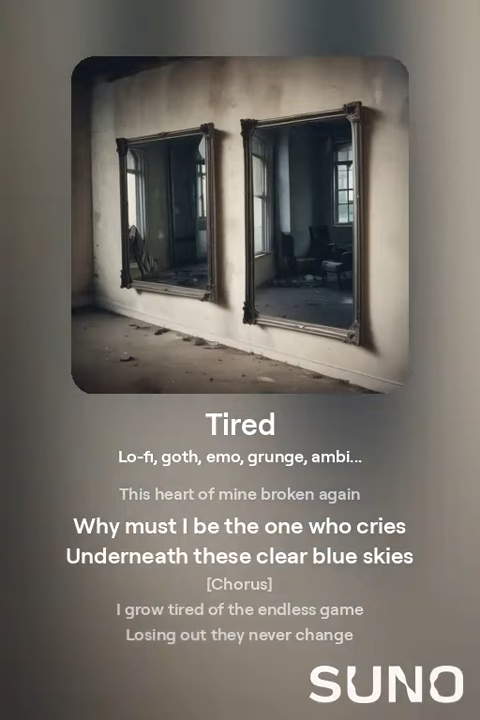 Tired
Lo-fi, goth, emo, grunge, ambi...
This heart of mine broken again
Why must I be the one who cries
Underneath these clear blue skies
[Chorus]
I grow tired of the endless game
Losing out they never change
SUNO